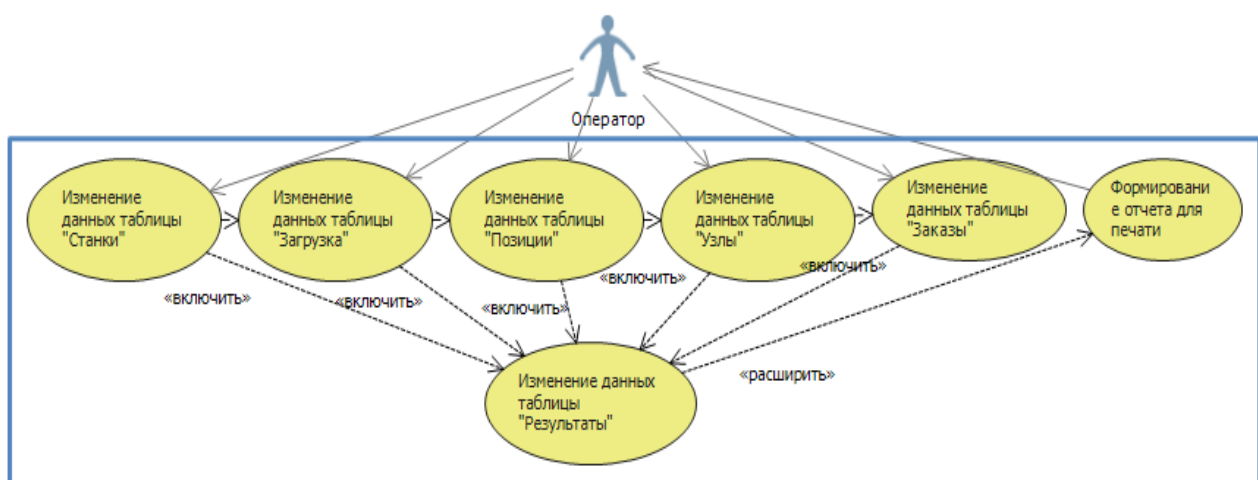 Оператор
Изменение
данных таблицы
"Станки"
Изменение
данных таблицы
"Загрузка"
Изменение
данных таблицы
"Позиции"
Изменение
данных таблицы
"Узлы"
Изменение
данных таблицы
"Заказы"
Формировани
е отчета для
печати
«включить»
«включить»
«включить»
«включить»
«включить»
«расширить»
Изменение данных
таблицы
"Результаты"